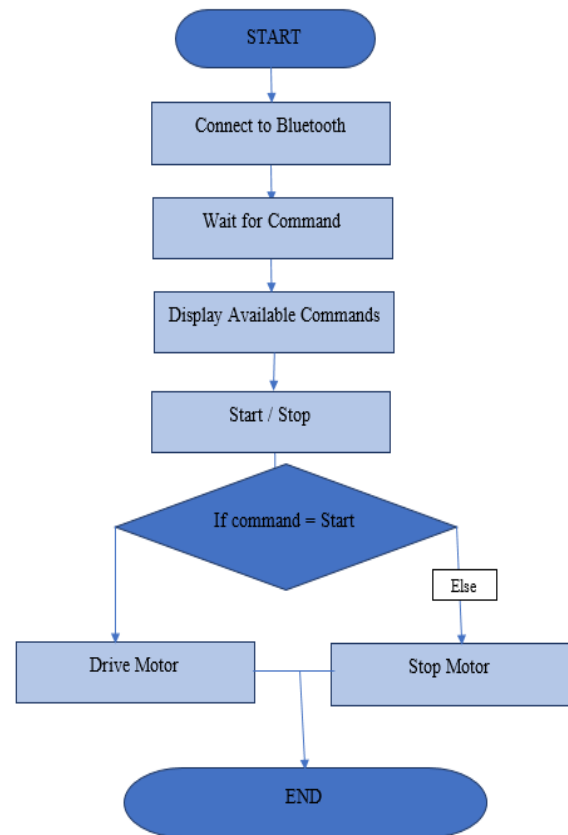 START
Connect to Bluetooth
Wait for Command
Display Available Commands
Start / Stop
If command = Start
Else
Drive Motor
Stop Motor
END